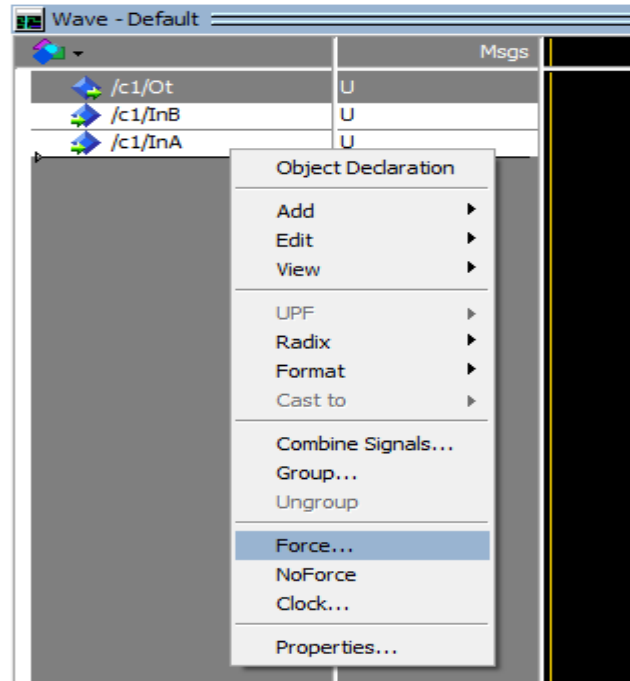 Wave - Default
Msgs
/c1/Ot U
/c1/InB U
/c1/InA U
Object Declaration
Add
Edit
View
UPF
Radix
Format
Cast to
Combine Signals...
Group...
Ungroup
Force...
NoForce
Clock...
Properties...